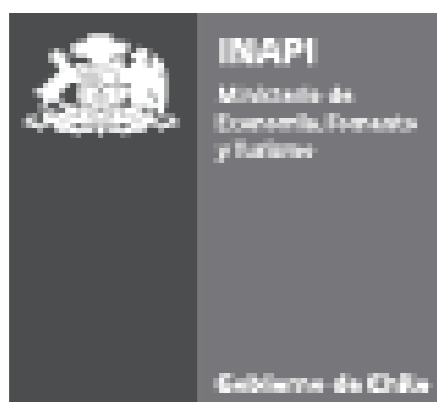 INAPI
Ministerio de
Economía, Fomento
y Turismo
Gobierno de Chile